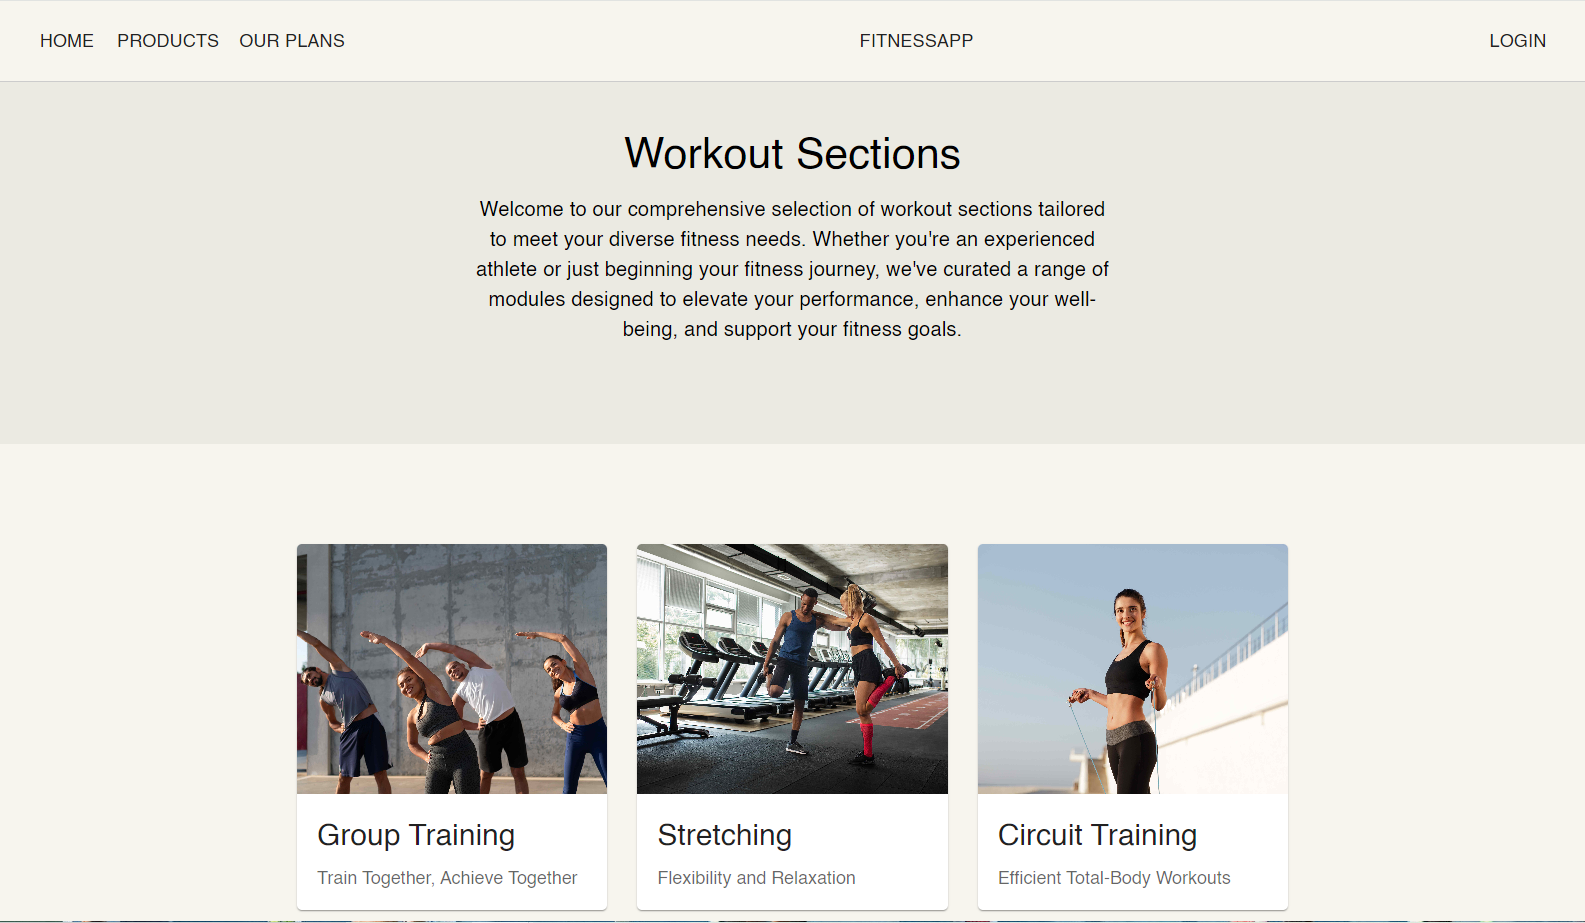 HOME PRODUCTS OUR PLANS FITNESSAPP LOGIN
Workout Sections
Welcome to our comprehensive selection of workout sections tailored
to meet your diverse fitness needs. Whether you're an experienced
athlete or just beginning your fitness journey, we've curated a range of
modules designed to elevate your performance, enhance your well-
being, and support your fitness goals.
Group Training
Train Together, Achieve Together
Stretching
Flexibility and Relaxation
Circuit Training
Efficient Total-Body Workouts